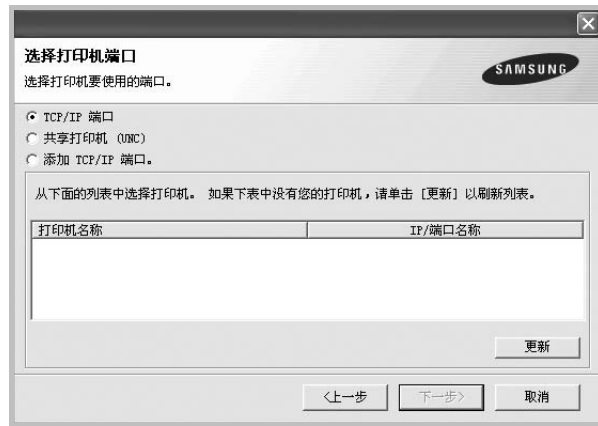 选择打印机端口
选择打印机要使用的端口。
SAMSUNG
TCP/IP 端口
共享打印机 (UNC)
添加 TCP/IP 端口。
从下面的列表中选择打印机。 如果下表中没有您的打印机，请单击 [更新] 以刷新列表。
打印机名称 IP/端口名称
更新
<上一步 下一步> 取消